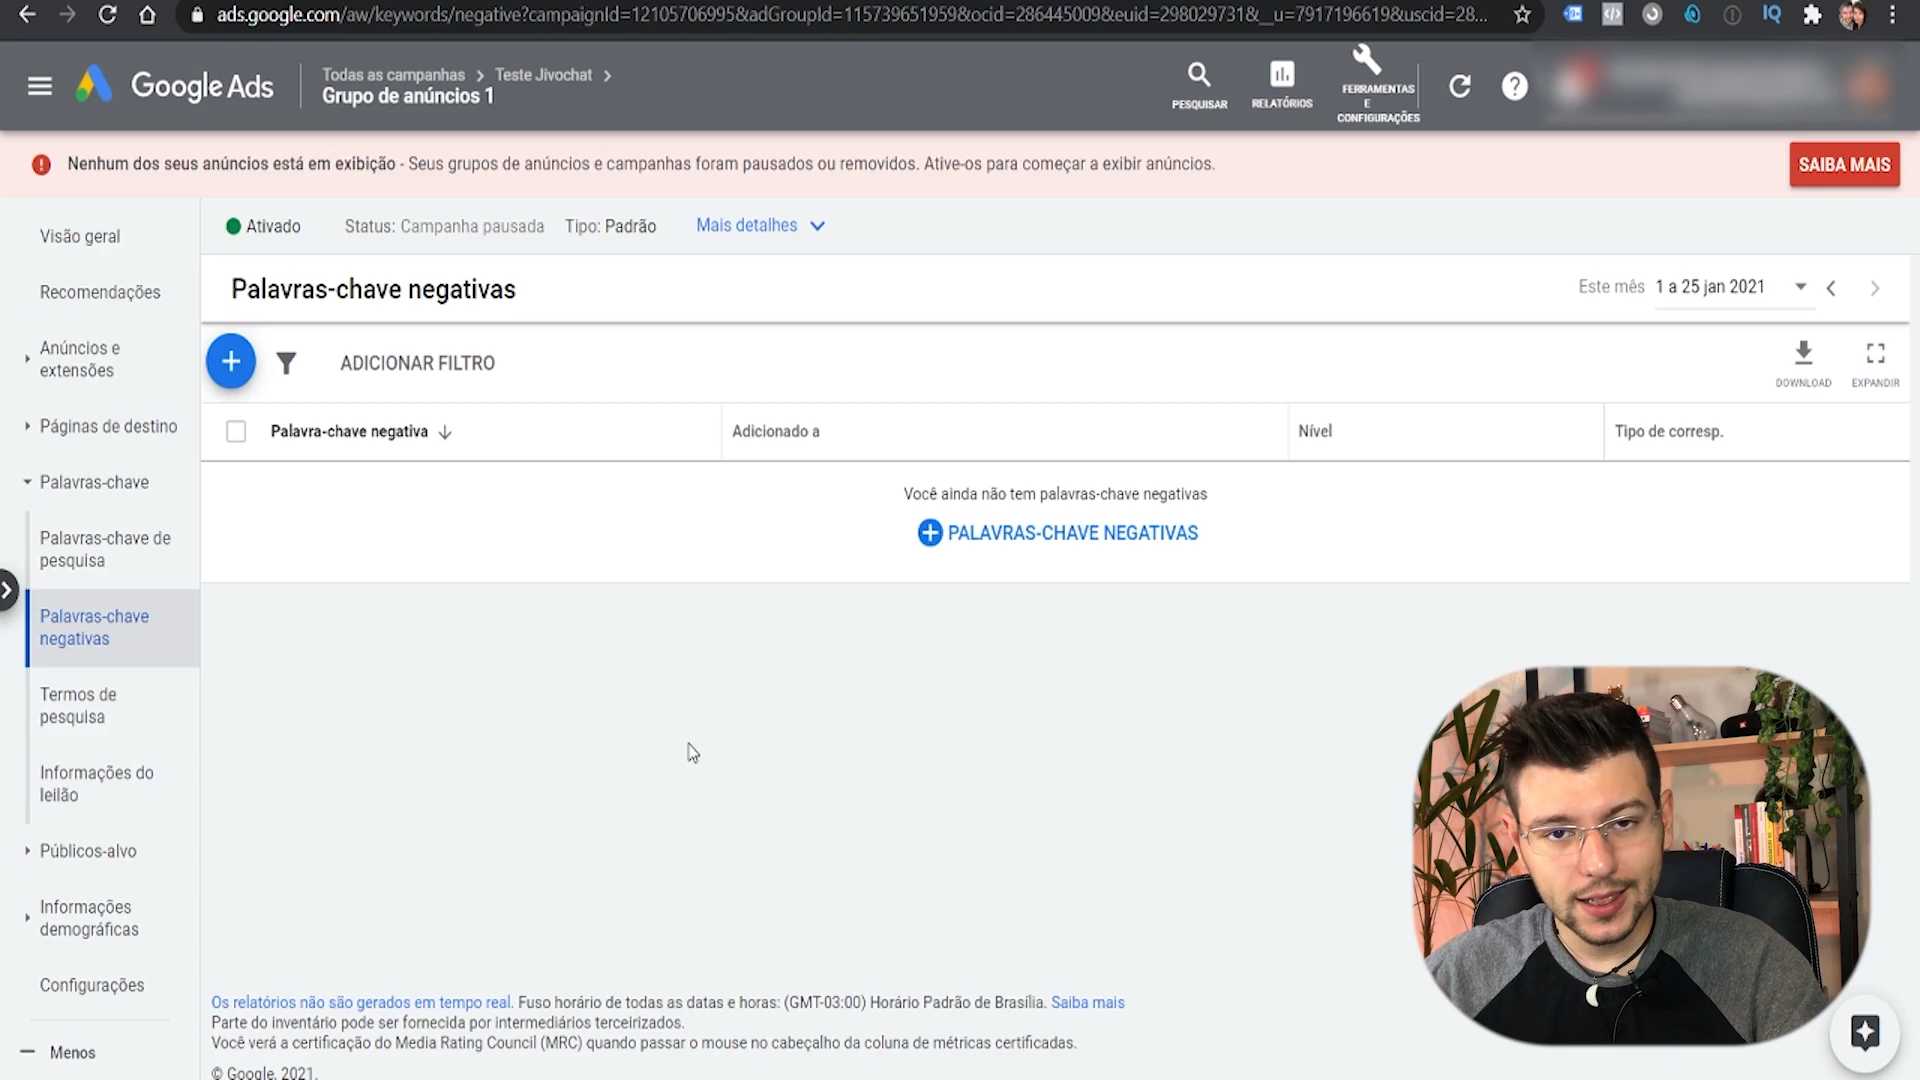 ads.google.com/aw/keywords/negative?campaignId=12105706995&adGroupId=115739651959&ocid=286445009&euid=298029731&__u=7917196619&uscid=28...
IQ
Google Ads
Todas as campanhas > Teste Jivochat >
Grupo de anúncios 1
PESQUISAR
RELATÓRIOS
FERRAMENTAS
E
CONFIGURAÇÕES
Nenhum dos seus anúncios está em exibição - Seus grupos de anúncios e campanhas foram pausados ou removidos. Ative-os para começar a exibir anúncios.
SAIBA MAIS
Visão geral
Recomendações
Anúncios e
extensões
Páginas de destino
Palavras-chave
Palavras-chave de
pesquisa
Palavras-chave
negativas
Termos de
pesquisa
Informações do
leilão
Públicos-alvo
Informações
demográficas
Configurações
Menos
Ativado
Status: Campanha pausada
Tipo: Padrão
Mais detalhes
Palavras-chave negativas
Este mês 1 a 25 jan 2021
ADICIONAR FILTRO
DOWNLOAD
EXPANDIR
Palavra-chave negativa
Adicionado a
Nível
Tipo de corresp.
Você ainda não tem palavras-chave negativas
PALAVRAS-CHAVE NEGATIVAS
Os relatórios não são gerados em tempo real. Fuso horário de todas as datas e horas: (GMT-03:00) Horário Padrão de Brasília. Saiba mais
Parte do inventário pode ser fornecida por intermediários terceirizados.
Você verá a certificação do Media Rating Council (MRC) quando passar o mouse no cabeçalho da coluna de métricas certificadas.
© Google, 2021.